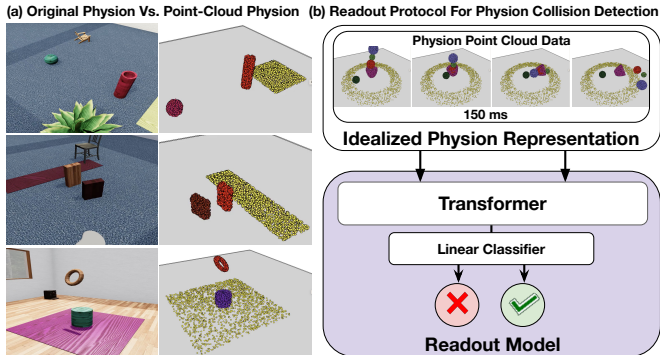 (a) Original Physion Vs. Point-Cloud Physion
(b) Readout Protocol For Physion Collision Detection
Physion Point Cloud Data
150 ms
Idealized Physion Representation
Transformer
Linear Classifier
Readout Model